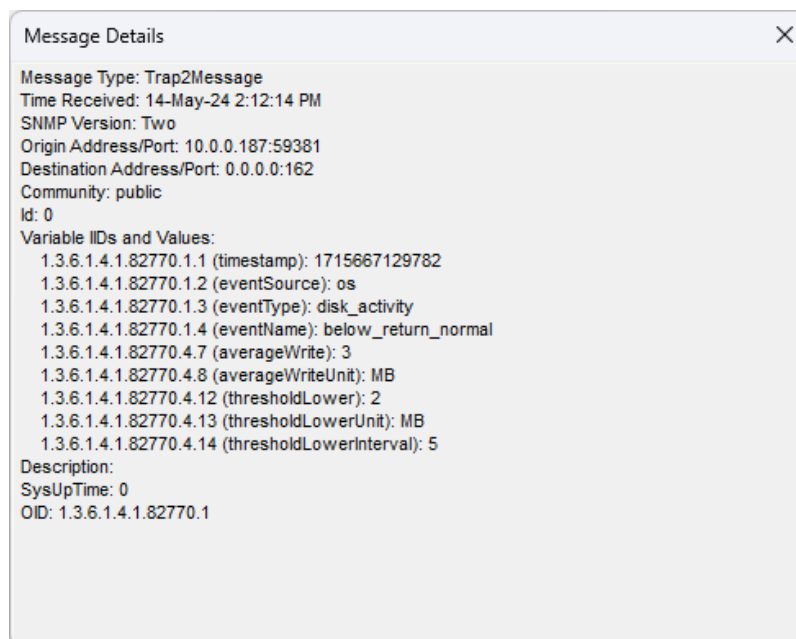 Message Details
Message Type: Trap2Message
Time Received: 14-May-24 2:12:14 PM
SNMP Version: Two
Origin Address/Port: 10.0.0.187:59381
Destination Address/Port: 0.0.0.0:162
Community: public
Id: 0
Variable IIDs and Values:
1.3.6.1.4.1.82770.1.1 (timestamp): 1715667129782
1.3.6.1.4.1.82770.1.2 (eventSource): os
1.3.6.1.4.1.82770.1.3 (eventType): disk_activity
1.3.6.1.4.1.82770.1.4 (eventName): below_return_normal
1.3.6.1.4.1.82770.4.7 (averageWrite): 3
1.3.6.1.4.1.82770.4.8 (averageWriteUnit): MB
1.3.6.1.4.1.82770.4.12 (thresholdLower): 2
1.3.6.1.4.1.82770.4.13 (thresholdLowerUnit): MB
1.3.6.1.4.1.82770.4.14 (thresholdLowerInterval): 5
Description:
SysUpTime: 0
OID: 1.3.6.1.4.1.82770.1